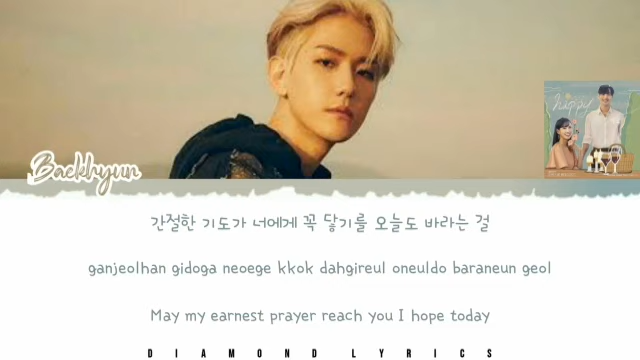 happy
Baekhyun
간절한 기도가 너에게 꼭 닿기를 오늘도 바라는 걸
ganjeolhan gidoga neoege kkok dahgireul oneuldo baraneun geol
May my earnest prayer reach you I hope today
DIAMOND LYRICS